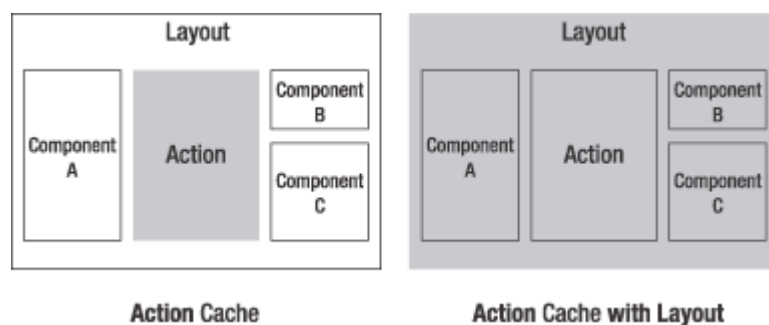 Layout
Component
A
Action
Component
B
Component
C
Action Cache
Layout
Component
A
Action
Component
B
Component
C
Action Cache with Layout